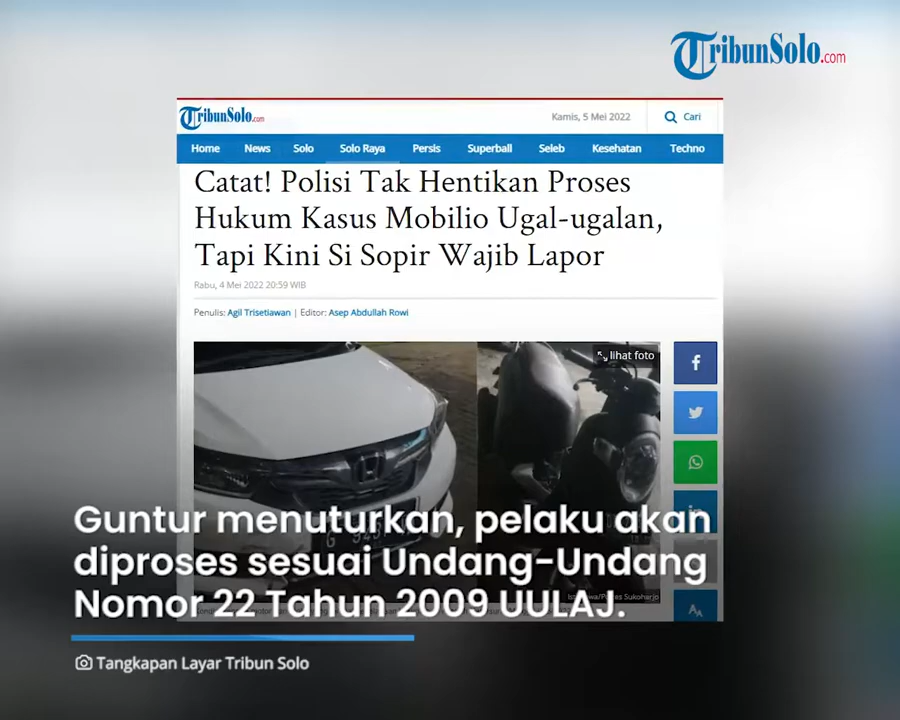 TribunSolo.com
TribunSolo.com
Kamis, 5 Mei 2022
Cari
Home News Solo Solo Raya Persis Superball Seleb Kesehatan Techno
Catat! Polisi Tak Hentikan Proses
Hukum Kasus Mobilio Ugal-ugalan,
Tapi Kini Si Sopir Wajib Lapor
Rabu, 4 Mei 2022 20:59 WIB
Penulis: Agil Trisetiawan | Editor: Asep Abdullah Rowi
lihat foto
Guntur menuturkan, pelaku akan
diproses sesuai Undang-Undang
Nomor 22 Tahun 2009 UULAJ.
AA
Tangkapan Layar Tribun Solo